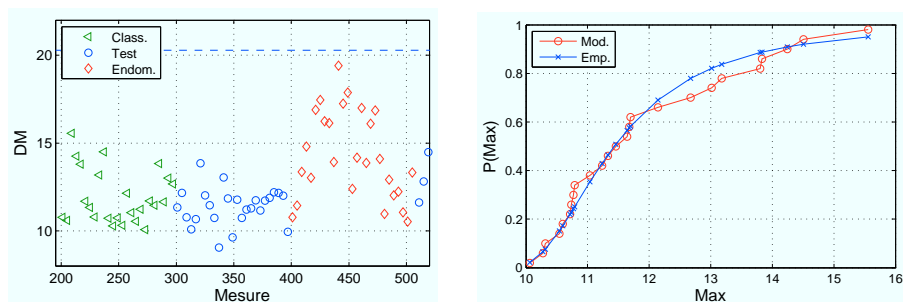 Class.
Test
Endom.
20
15
10
DM
200 250 300 350 400 450 500
Mesure
Mod.
Emp.
1
0.8
0.6
0.4
0.2
0
P(Max)
10 11 12 13 14 15 16
Max